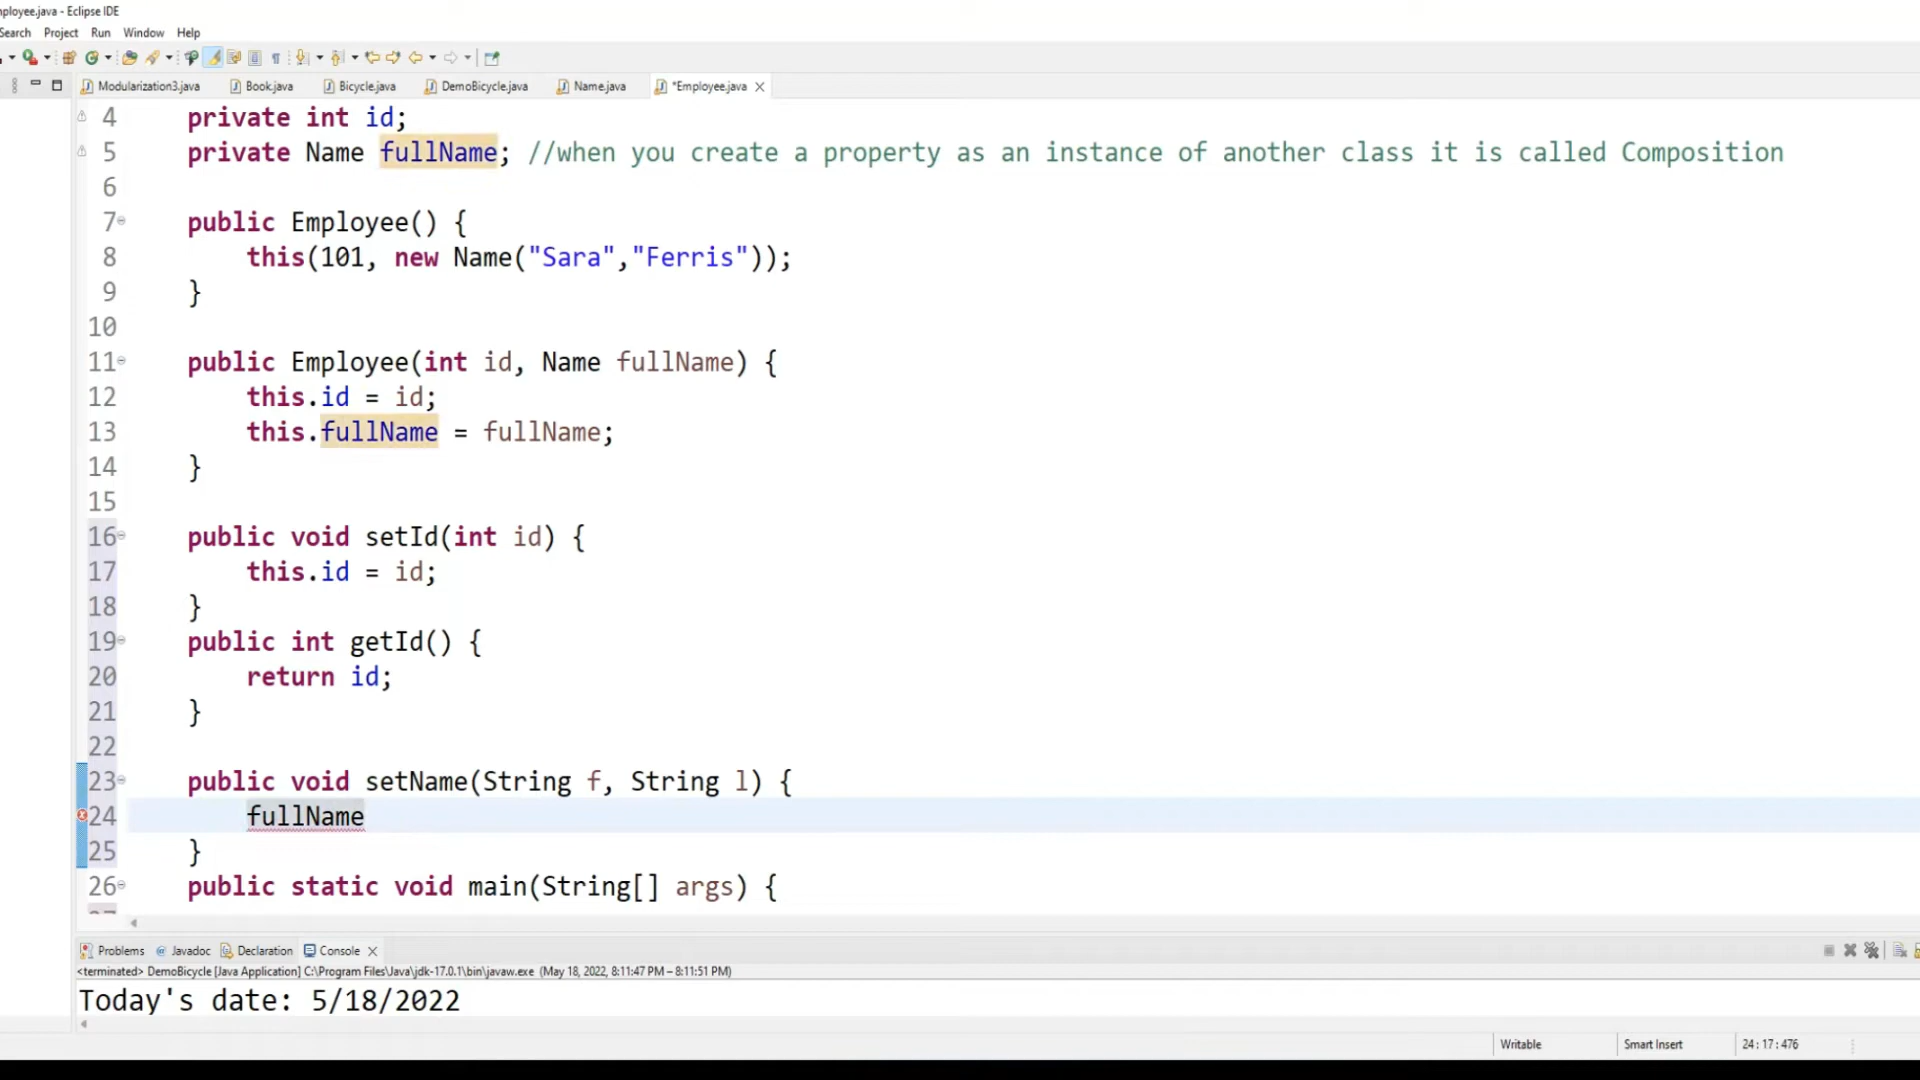 mployee.java - Eclipse IDE
Search Project Run Window Help
Modularization3.java Book.java Bicycle.java DemoBicycle.java Name.java *Employee.java
4 private int id;
5 private Name fullName; //when you create a property as an instance of another class it is called Composition
6
7 public Employee() {
8 this(101, new Name("Sara","Ferris"));
9 }
10
11 public Employee(int id, Name fullName) {
12 this.id = id;
13 this.fullName = fullName;
14 }
15
16 public void setId(int id) {
17 this.id = id;
18 }
19 public int getId() {
20 return id;
21 }
22
23 public void setName(String f, String l) {
24 fullName
25 }
26 public static void main(String[] args) {
27
Problems Javadoc Declaration Console
<terminated> DemoBicycle [Java Application] C:\Program Files\Java\jdk-17.0.1\bin\javaw.exe (May 18, 2022, 8:11:47 PM – 8:11:51 PM)
Today's date: 5/18/2022
Writable Smart Insert 24 : 17 : 476